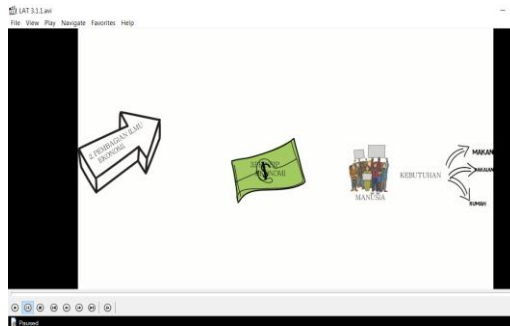 LAT 3.1.1.avi
File View Play Navigate Favorites Help
2. PEMBAGIAN ILMU
EKONOMI
EKONOMI
MANUSIA
KEBUTUHAN
MAKAN
RUMAH
Paused